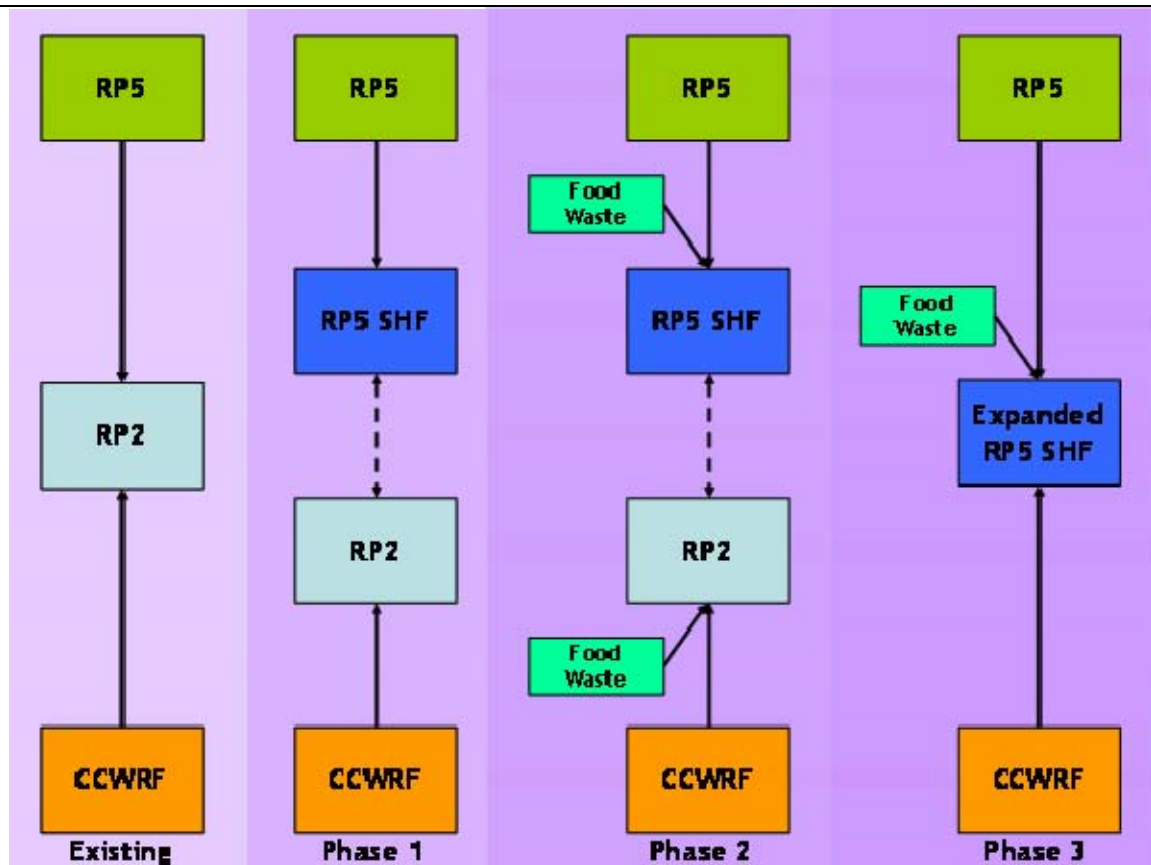 RP5
RP2
CCWRF
Existing
RP5
RP5 SHF
RP2
CCWRF
Phase 1
RP5
Food
Waste
RP5 SHF
RP2
Food
Waste
CCWRF
Phase 2
RP5
Food
Waste
Expanded
RP5 SHF
CCWRF
Phase 3